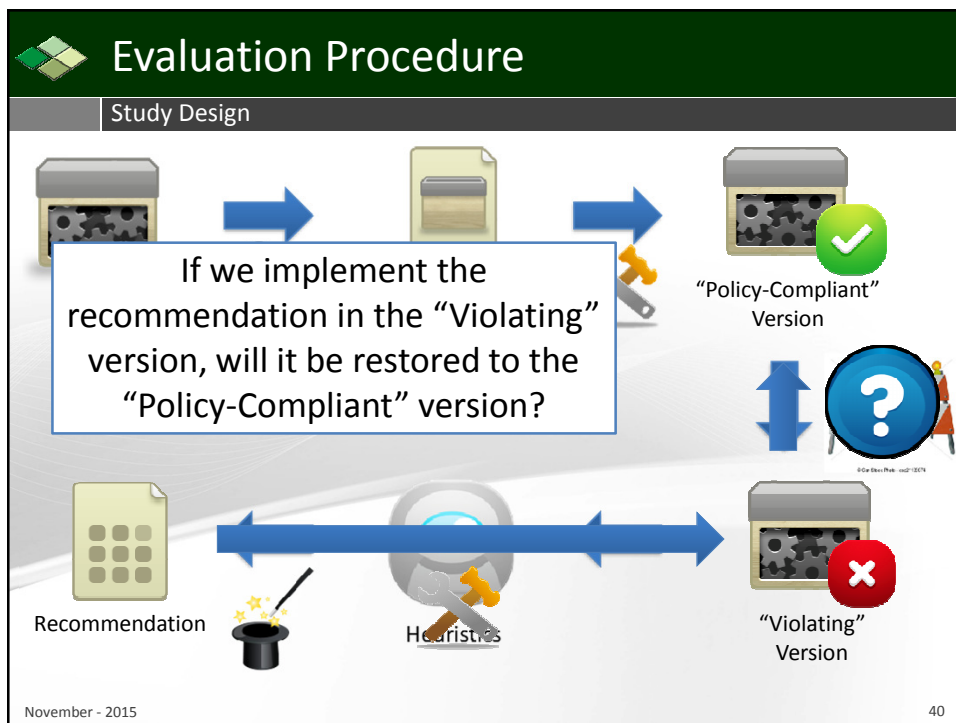 Evaluation Procedure
Study Design
If we implement the
recommendation in the “Violating”
version, will it be restored to the
“Policy-Compliant” version?
“Policy-Compliant”
Version
Recommendation
Heuristics
“Violating”
Version
November - 2015
40